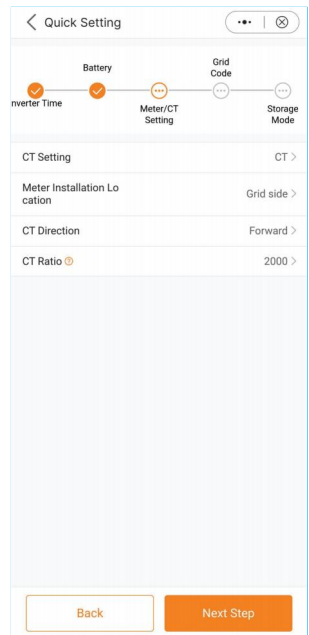 Quick Setting
Battery
Grid
Code
nverter Time
Meter/CT
Setting
Storage
Mode
CT Setting
CT
Meter Installation Lo
cation
Grid side
CT Direction
Forward
CT Ratio
2000
Back
Next Step